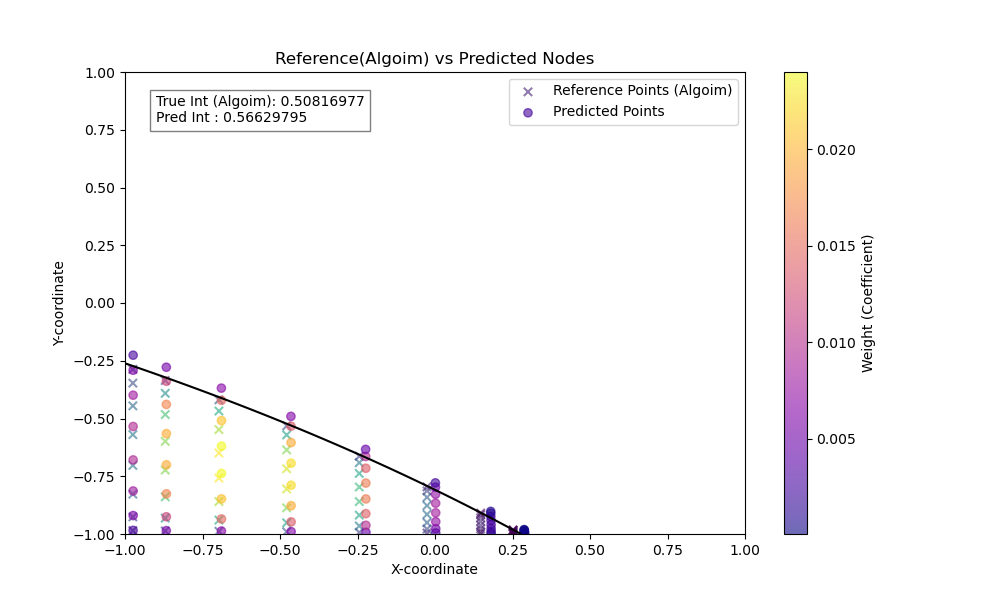 Reference(Algoim) vs Predicted Nodes
True Int (Algoim): 0.50816977
Pred Int : 0.56629795
Reference Points (Algoim)
Predicted Points
1.00
0.75
0.50
0.25
0.00
−0.25
−0.50
−0.75
−1.00
Y-coordinate
−1.00
−0.75
−0.50
−0.25
0.00
0.25
0.50
0.75
1.00
X-coordinate
0.020
0.015
0.010
0.005
Weight (Coefficient)